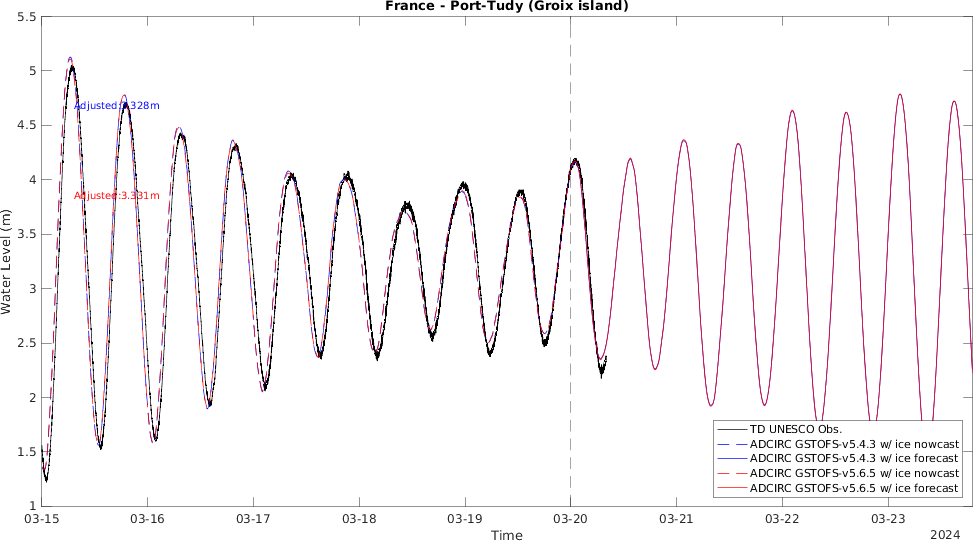 France - Port-Tudy (Groix island)
5.5
5
4.5
4
3.5
3
2.5
2
1.5
1
Water Level (m)
Adjusted:3.328m
Adjusted:3.331m
TD UNESCO Obs.
ADCIRC GSTOFS-v5.4.3 w/ ice nowcast
ADCIRC GSTOFS-v5.4.3 w/ ice forecast
ADCIRC GSTOFS-v5.6.5 w/ ice nowcast
ADCIRC GSTOFS-v5.6.5 w/ ice forecast
03-15 03-16 03-17 03-18 03-19 03-20 03-21 03-22 03-23
Time
2024